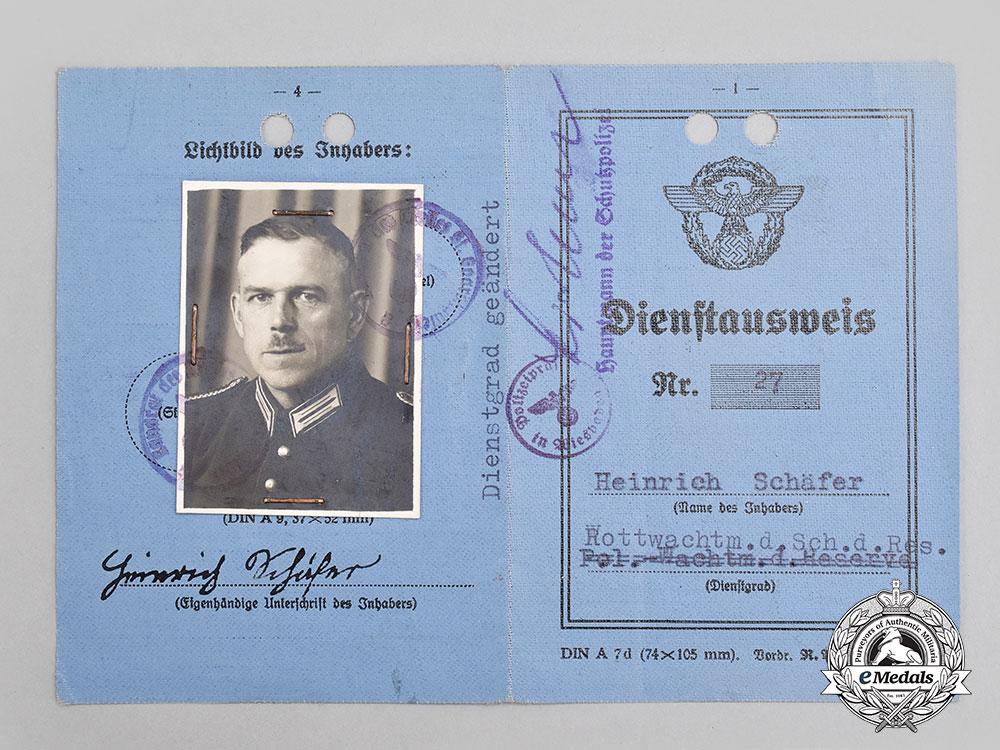 — 4 —
Lichtbild des Inhabers:
(DIN A 9, 37×52 mm)
Heinrich Schäfer
(Eigenhändige Unterschrift des Inhabers)
Dienstgrad geändert
Hauptmann der Schutzpolizei
in Wiesbaden
— 1 —
Dienstausweis
Nr. 27
Heinrich Schäfer
(Name des Inhabers)
Rottwachtm.d.Sch.d.Res.
Pol.-Wachtm.d.Reserve
(Dienstgrad)
DIN A 7d (74×105 mm). Vordr. R.
Purveyors of Authentic Militaria
eMedals